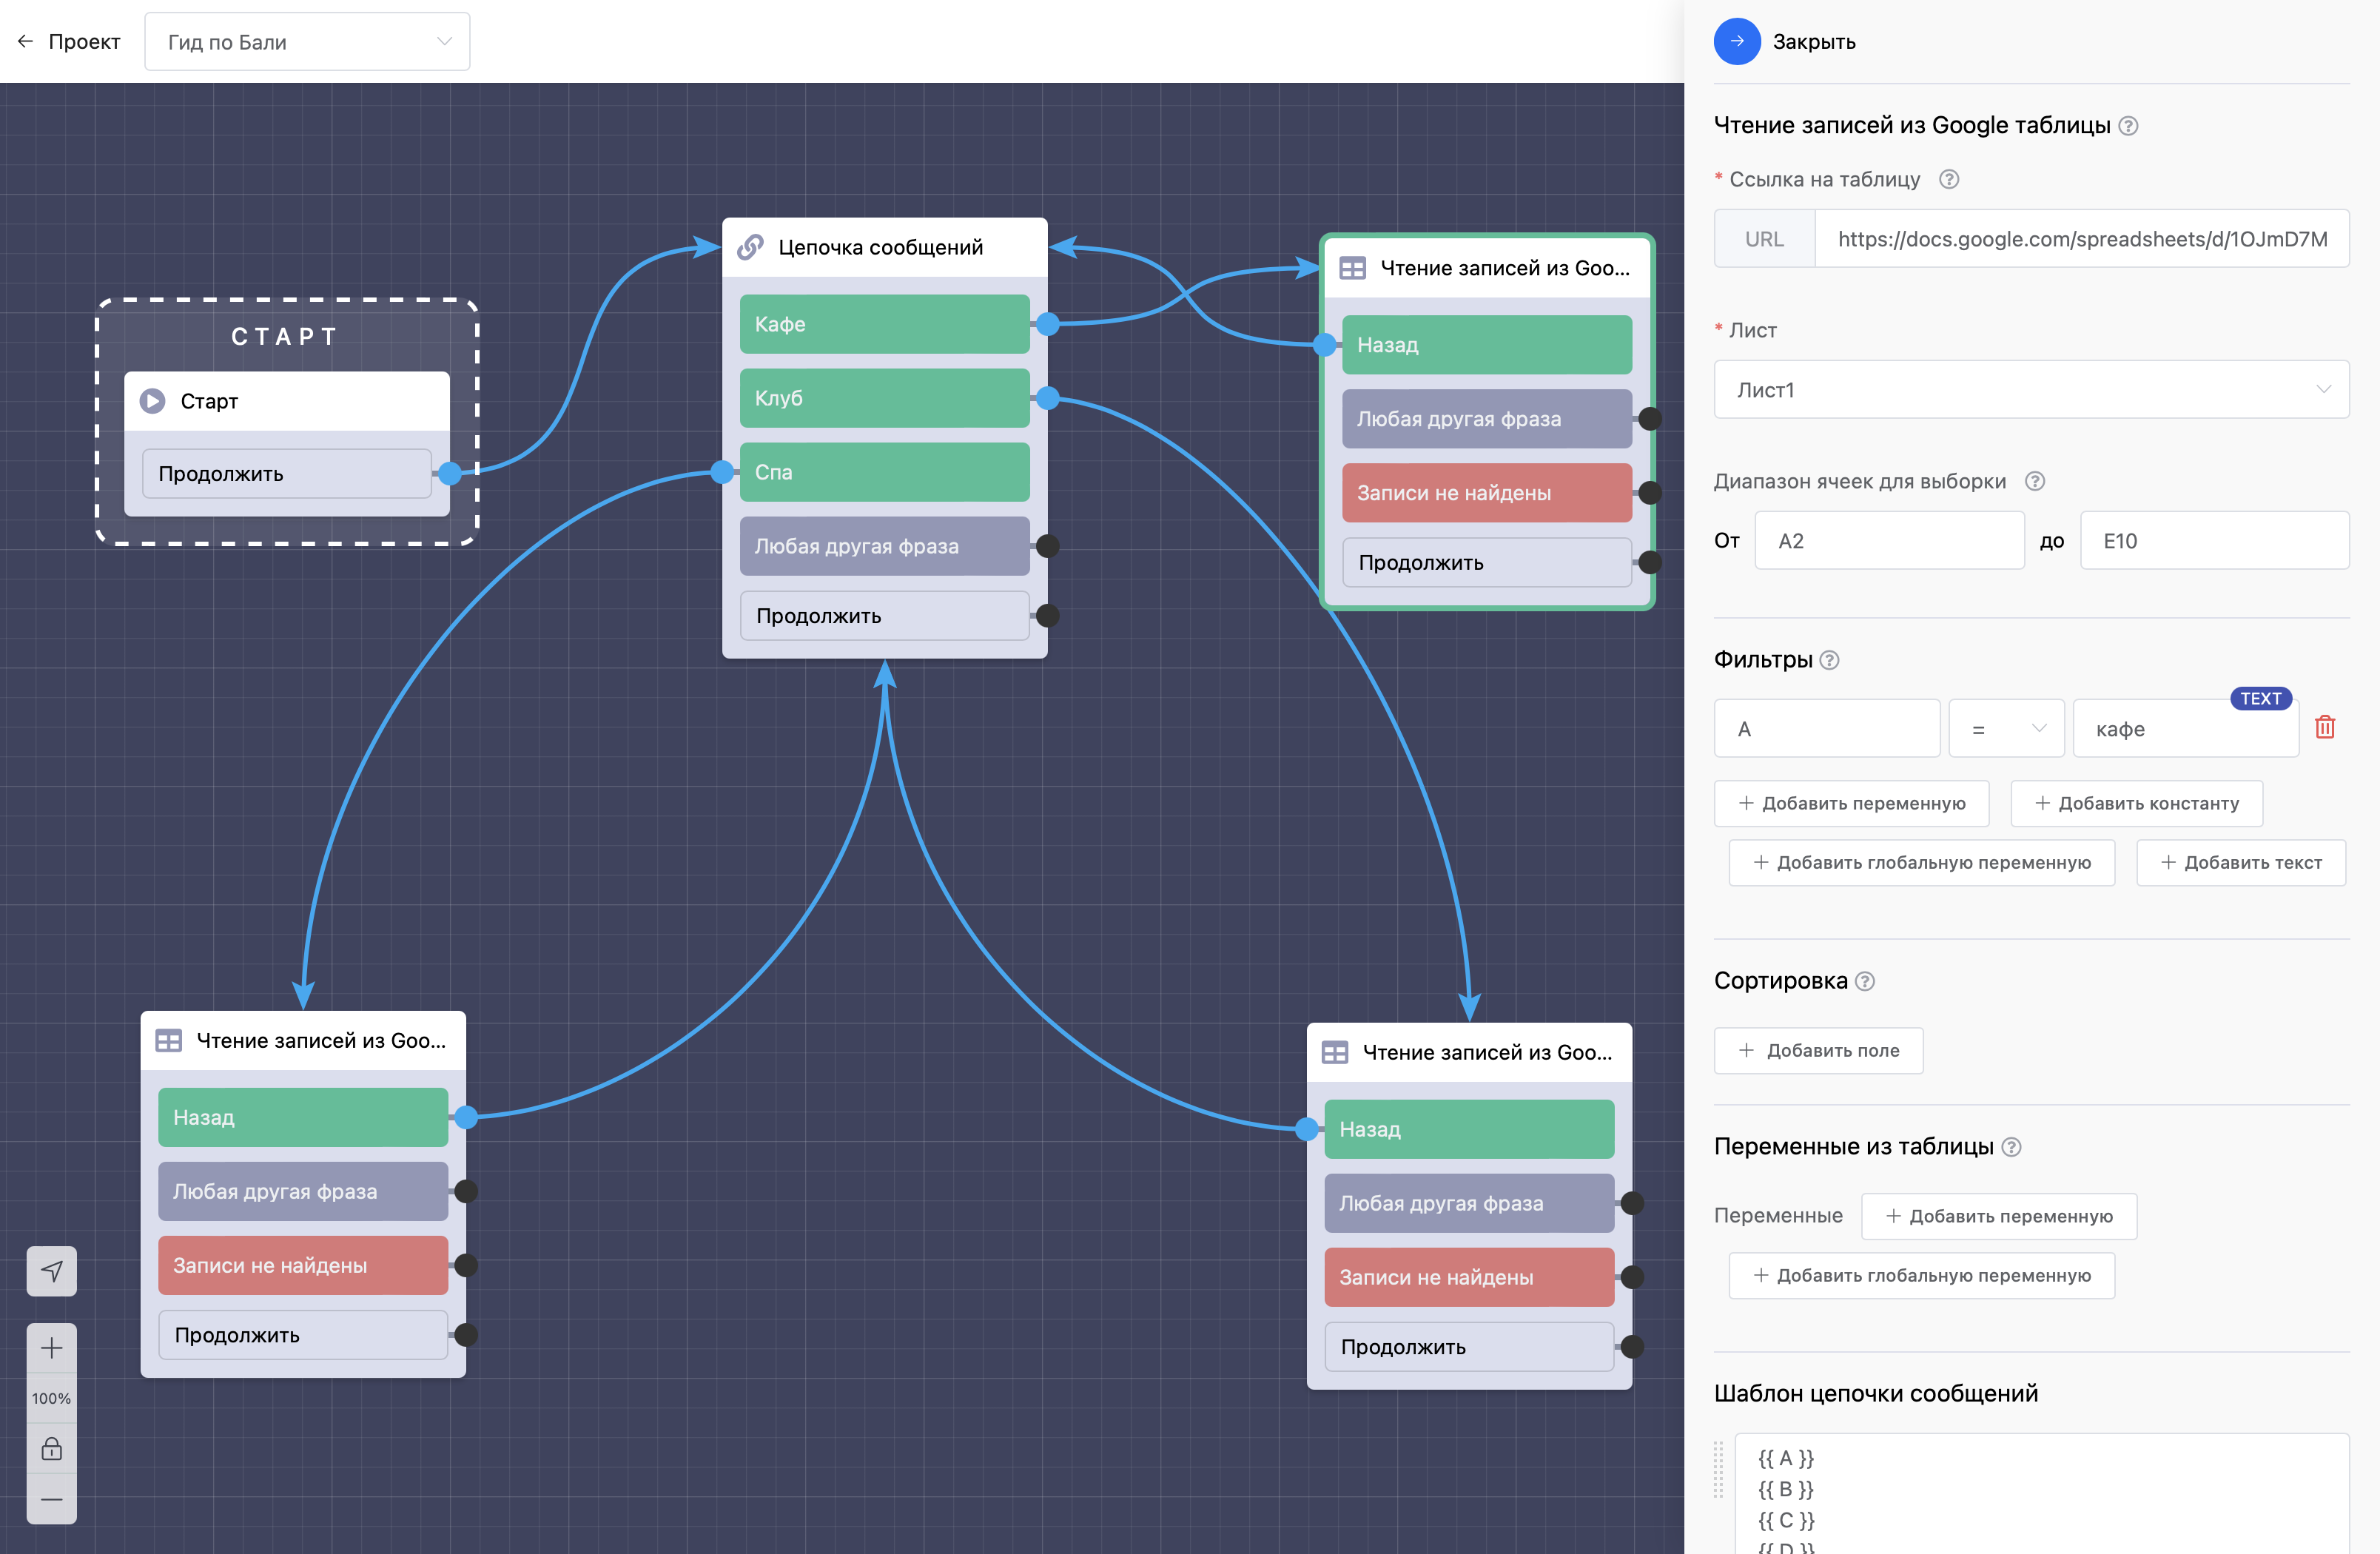 Проект
Гид по Бали
СТАРТ
Старт
Продолжить
Цепочка сообщений
Кафе
Клуб
Спа
Любая другая фраза
Продолжить
Чтение записей из Goo...
Назад
Любая другая фраза
Записи не найдены
Продолжить
Чтение записей из Goo...
Назад
Любая другая фраза
Записи не найдены
Продолжить
Чтение записей из Goo...
Назад
Любая другая фраза
Записи не найдены
Продолжить
100%
Закрыть
Чтение записей из Google таблицы ?
* Ссылка на таблицу ?
URL https://docs.google.com/spreadsheets/d/1OJmD7M
* Лист
Лист1
Диапазон ячеек для выборки ?
От A2 до E10
Фильтры ?
TEXT
A = кафе
+ Добавить переменную + Добавить константу
+ Добавить глобальную переменную + Добавить текст
Сортировка ?
+ Добавить поле
Переменные из таблицы ?
Переменные + Добавить переменную
+ Добавить глобальную переменную
Шаблон цепочки сообщений
{{ A }}
{{ B }}
{{ C }}
{{ D }}